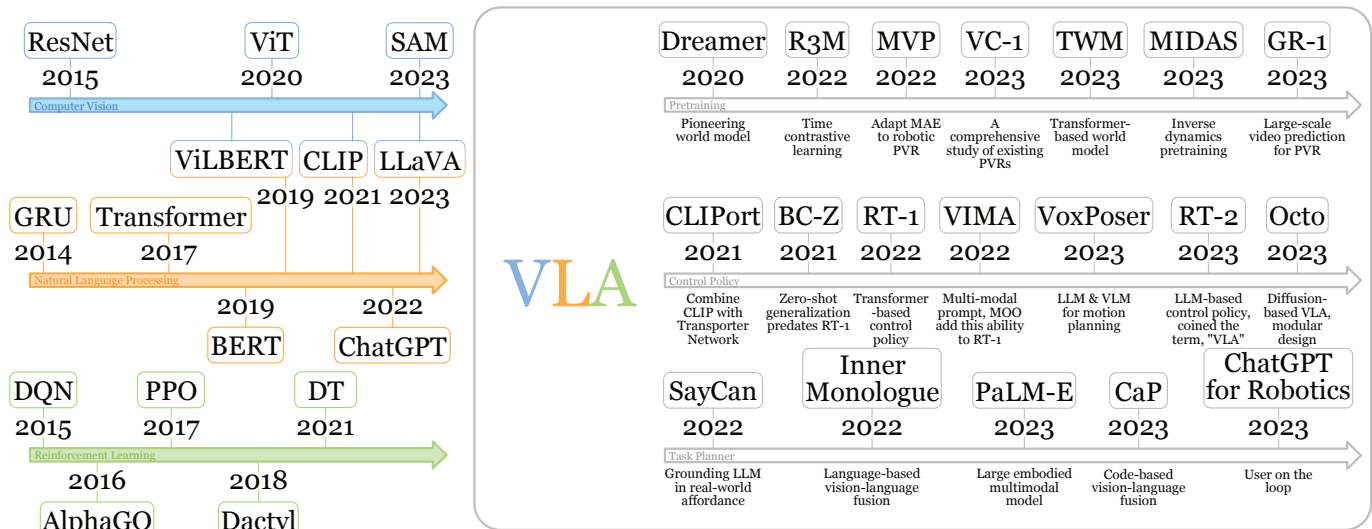 ResNet ViT SAM
2015 2020 2023
Computer Vision
ViLBERT CLIP LLaVA
2019 2021 2023
GRU Transformer
2014 2017
Natural Language Processing
2019 2022
BERT ChatGPT
DQN PPO DT
2015 2017 2021
Reinforcement Learning
2016 2018
AlphaGO Dactyl
VLA
Dreamer R3M MVP VC-1 TWM MIDAS GR-1
2020 2022 2022 2023 2023 2023 2023
Pretraining
Pioneering Time Adapt MAE A Transformer- Inverse Large-scale
world model contrastive to robotic comprehensive based world dynamics video prediction
learning PVR study of existing model pretraining for PVR
PVRs
CLIPort BC-Z RT-1 VIMA VoxPoser RT-2 Octo
2021 2021 2022 2022 2023 2023 2023
Control Policy
Combine Zero-shot Transformer Multi-modal LLM & VLM LLM-based Diffusion-
CLIP with generalization -based prompt, MOO for motion control policy, based VLA,
Transporter predates RT-1 control add this ability planning coined the modular
Network policy to RT-1 term, "VLA" design
SayCan Inner Monologue PaLM-E CaP ChatGPT for Robotics
2022 2022 2023 2023 2023
Task Planner
Grounding LLM Language-based Large embodied Code-based User on the
in real-world vision-language multimodal vision-language loop
affordance fusion model fusion